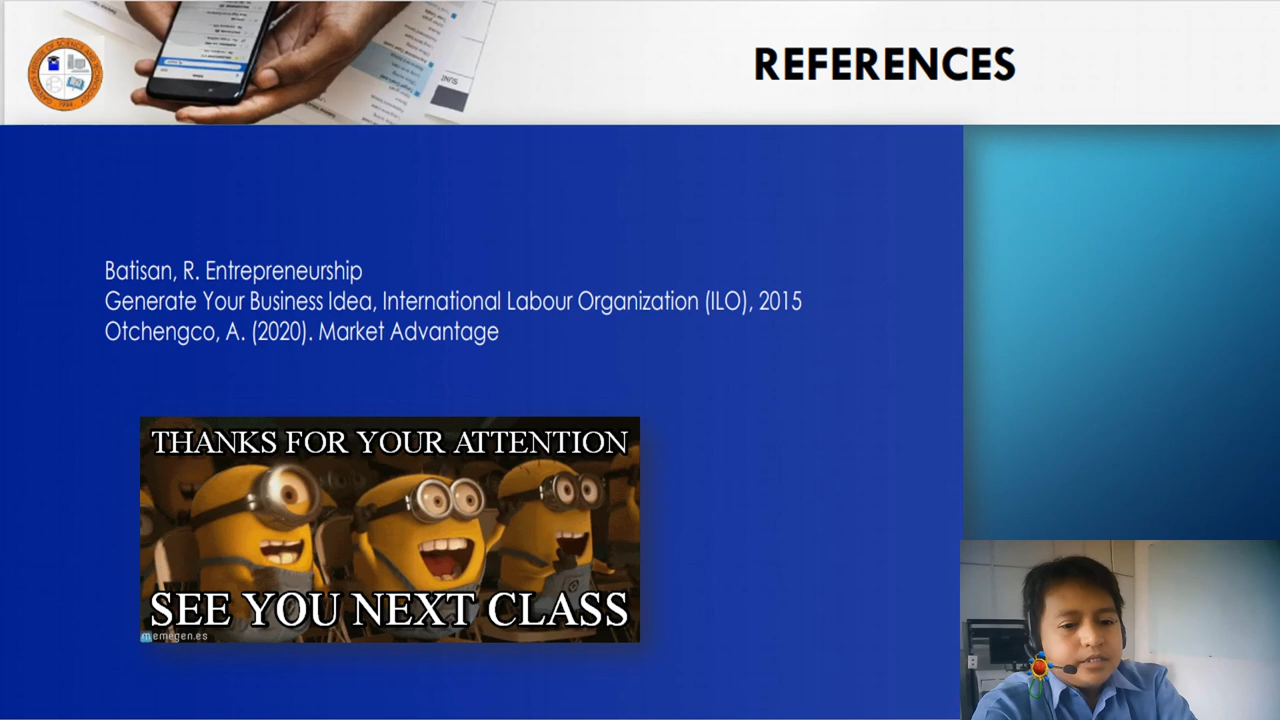 REFERENCES
Batisan, R. Entrepreneurship
Generate Your Business Idea, International Labour Organization (ILO), 2015
Otchengco, A. (2020). Market Advantage
THANKS FOR YOUR ATTENTION
SEE YOU NEXT CLASS
memegen.es